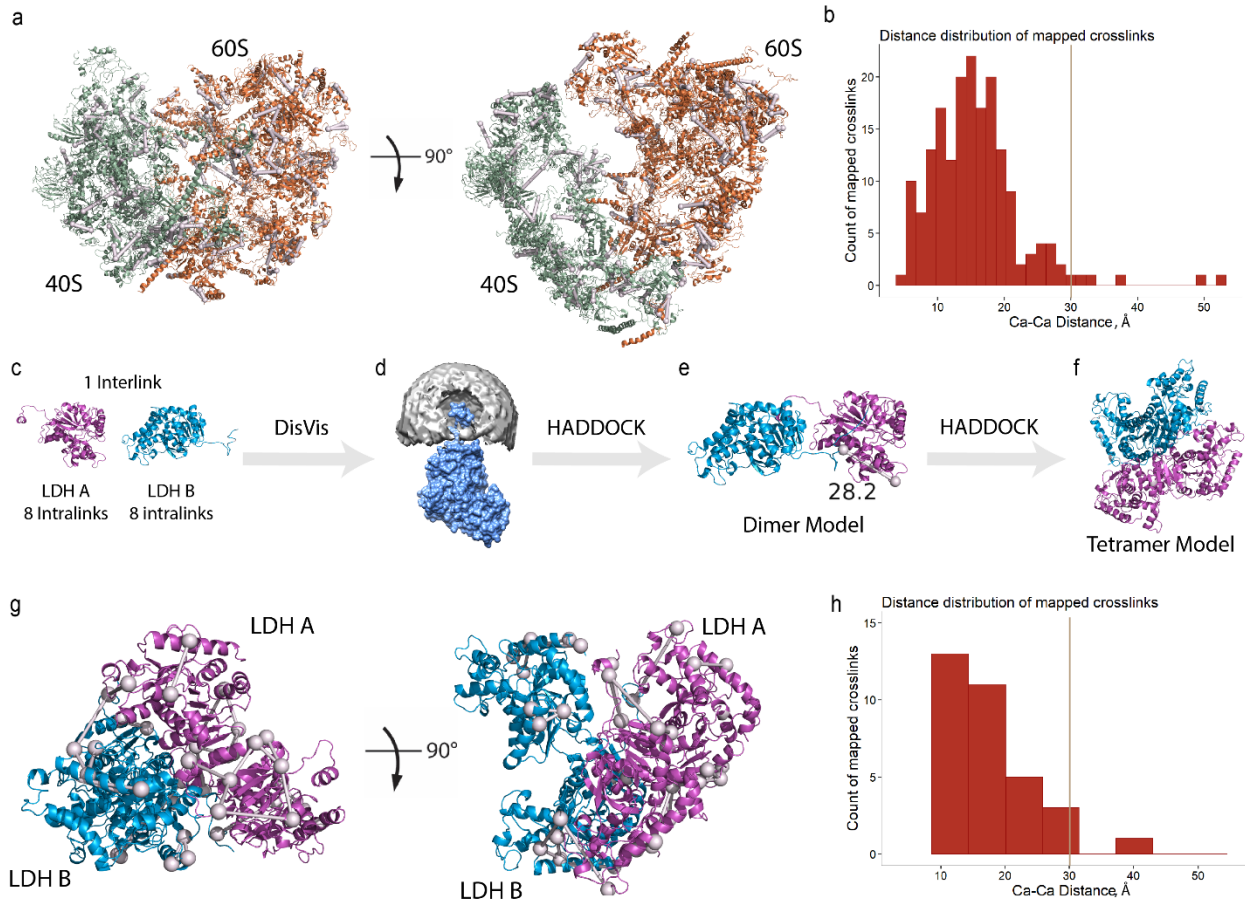 a
60S
40S
90°
60S
40S
b
Distance distribution of mapped crosslinks
Count of mapped crosslinks
20
15
10
5
0
10
20
30
40
50
Ca-Ca Distance, Å
c
1 Interlink
LDH A
8 Intralinks
LDH B
8 intralinks
DisVis
d
HADDOCK
e
28.2
Dimer Model
HADDOCK
f
Tetramer Model
g
LDH A
LDH B
90°
LDH A
LDH B
h
Distance distribution of mapped crosslinks
Count of mapped crosslinks
15
10
5
0
10
20
30
40
50
Ca-Ca Distance, Å